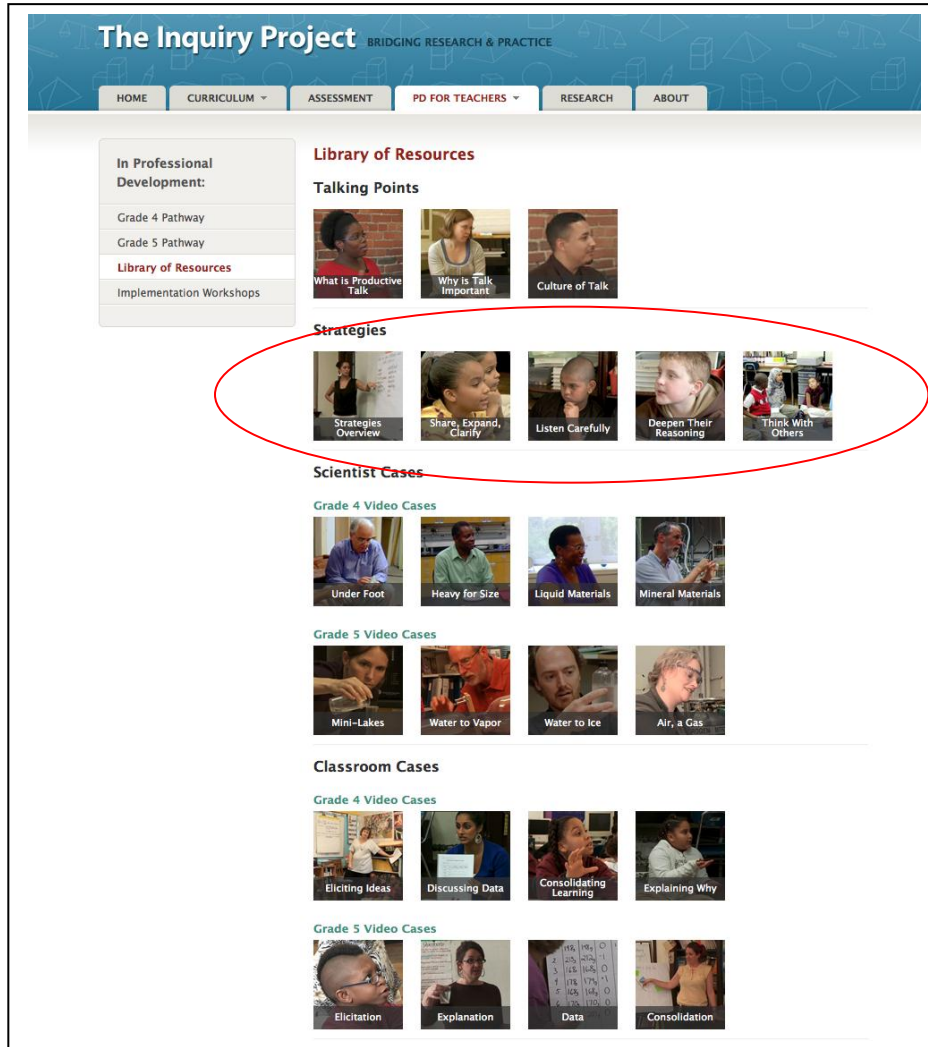 The Inquiry Project BRIDGING RESEARCH & PRACTICE
HOME CURRICULUM ASSESSMENT PD FOR TEACHERS RESEARCH ABOUT
In Professional
Development:
Grade 4 Pathway
Grade 5 Pathway
Library of Resources
Implementation Workshops
Library of Resources
Talking Points
What is Productive
Talk
Why is Talk
Important
Culture of Talk
Strategies
Strategies
Overview
Share, Expand,
Clarify
Listen Carefully
Deepen Their
Reasoning
Think With
Others
Scientist Cases
Grade 4 Video Cases
Under Foot
Heavy for Size
Liquid Materials
Mineral Materials
Grade 5 Video Cases
Mini-Lakes
Water to Vapor
Water to Ice
Air, a Gas
Classroom Cases
Grade 4 Video Cases
Eliciting Ideas
Discussing Data
Consolidating
Learning
Explaining Why
Grade 5 Video Cases
Elicitation
Explanation
Data
Consolidation